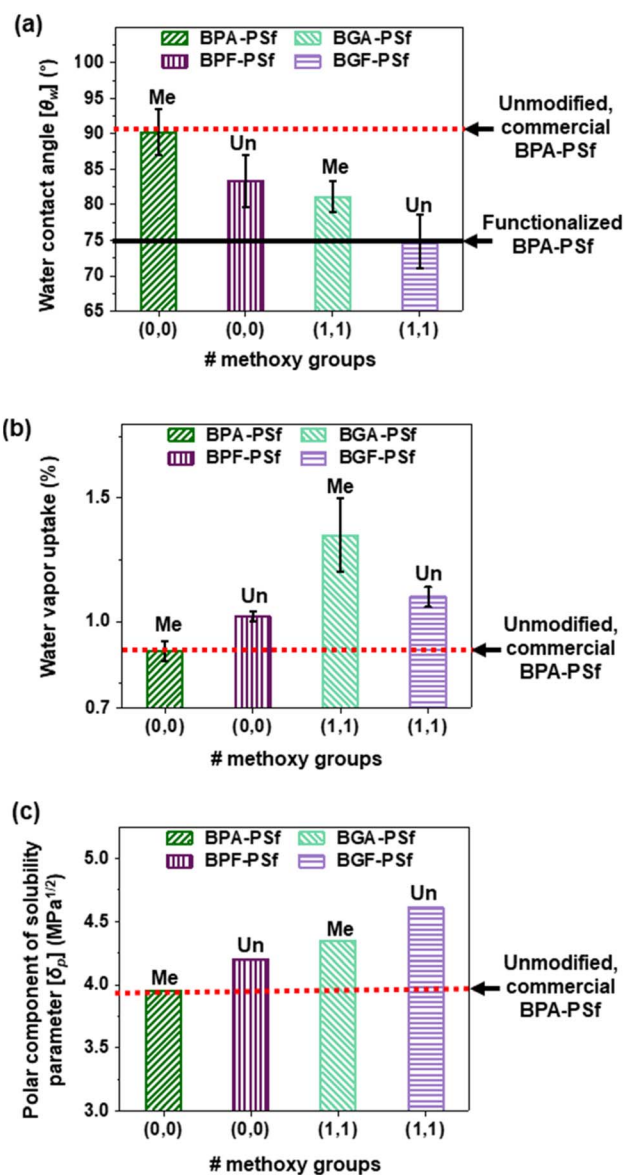 (a)
BPA-PSf BGA-PSf
BPF-PSf BGF-PSf
Water contact angle [θw] (°)
100
95
90
85
80
75
70
65
Me
Un
Me
Un
Unmodified,
commercial
BPA-PSf
Functionalized
BPA-PSf
(0,0) (0,0) (1,1) (1,1)
# methoxy groups
(b)
BPA-PSf BGA-PSf
BPF-PSf BGF-PSf
Water vapor uptake (%)
1.5
1.0
0.7
Me
Un
Me
Un
Unmodified,
commercial
BPA-PSf
(0,0) (0,0) (1,1) (1,1)
# methoxy groups
(c)
BPA-PSf BGA-PSf
BPF-PSf BGF-PSf
Polar component of solubility
parameter [δp] (MPa1/2)
5.0
4.5
4.0
3.5
3.0
Me
Un
Me
Un
Unmodified,
commercial
BPA-PSf
(0,0) (0,0) (1,1) (1,1)
# methoxy groups